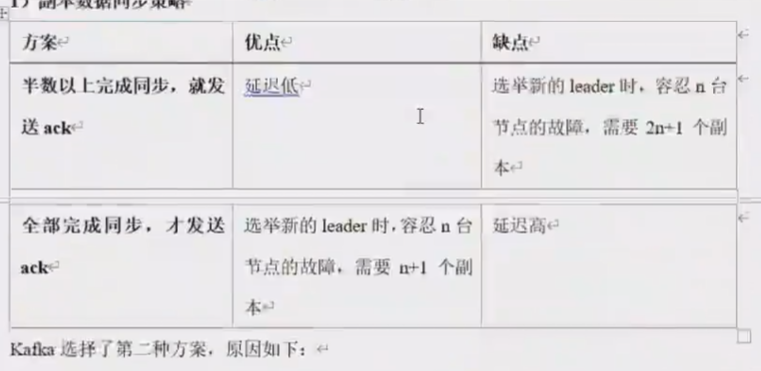 1）副本数据同步策略
方案 优点 缺点
半数以上完成同步，就发 延迟低 选举新的 leader 时，容忍 n 台
送 ack 节点的故障，需要 2n+1 个副
本
全部完成同步，才发送 选举新的 leader 时，容忍 n 台 延迟高
ack 节点的故障，需要 n+1 个副
本
Kafka 选择了第二种方案，原因如下：